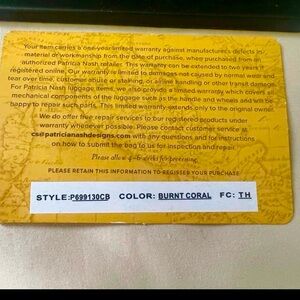 Your item carries a one-year limited warranty against manufacturer's defects in
material or workmanship from the date of purchase, when purchased from an
authorized Patricia Nash retailer. This warranty can be extended to two years if
registered online. Our warranty is limited to damages not caused by normal wear and
tear over time, customer abuse or stalking, or airline handling or other transit damage.
For Patricia Nash luggage items, we also provide a limited warranty which covers all
mechanical components of the luggage such as the handle and wheels and will be
happy to repair such parts. This limited warranty extends only to the original owner.
We do offer free repair services to our registered products under
warranty whenever possible. Please contact customer service at
cs@patricianashdesigns.com with any questions and for instructions
on how to submit the bag to us for inspection and repair.
Please allow 4-6 weeks for processing.
PLEASE RETAIN THIS INFORMATION TO REGISTER YOUR PURCHASE
STYLE:P699130CB COLOR: BURNT CORAL FC: TH